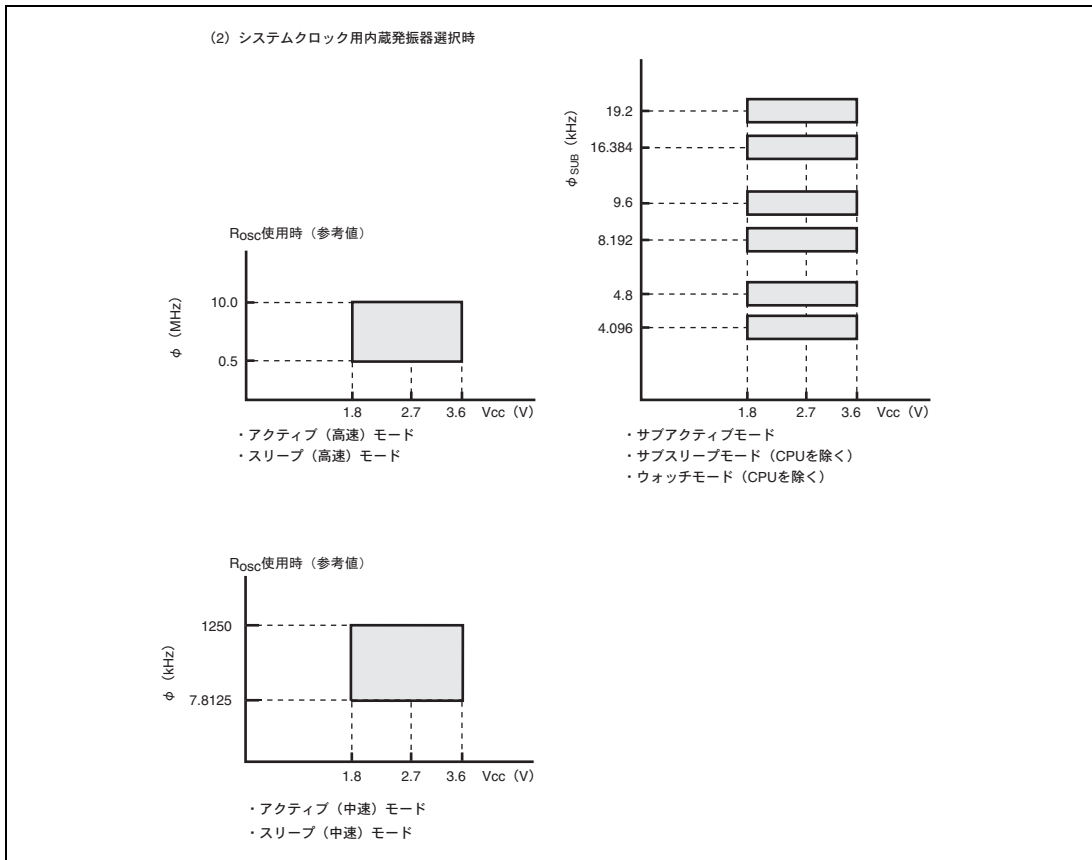 （2）システムクロック用内蔵発振器選択時
ROSC使用時（参考値）
φ（MHz）
10.0
0.5
1.8 2.7 3.6 Vcc（V）
・アクティブ（高速）モード
・スリープ（高速）モード
φSUB（kHz）
19.2
16.384
9.6
8.192
4.8
4.096
1.8 2.7 3.6 Vcc（V）
・サブアクティブモード
・サブスリープモード（CPUを除く）
・ウォッチモード（CPUを除く）
ROSC使用時（参考値）
φ（kHz）
1250
7.8125
1.8 2.7 3.6 Vcc（V）
・アクティブ（中速）モード
・スリープ（中速）モード